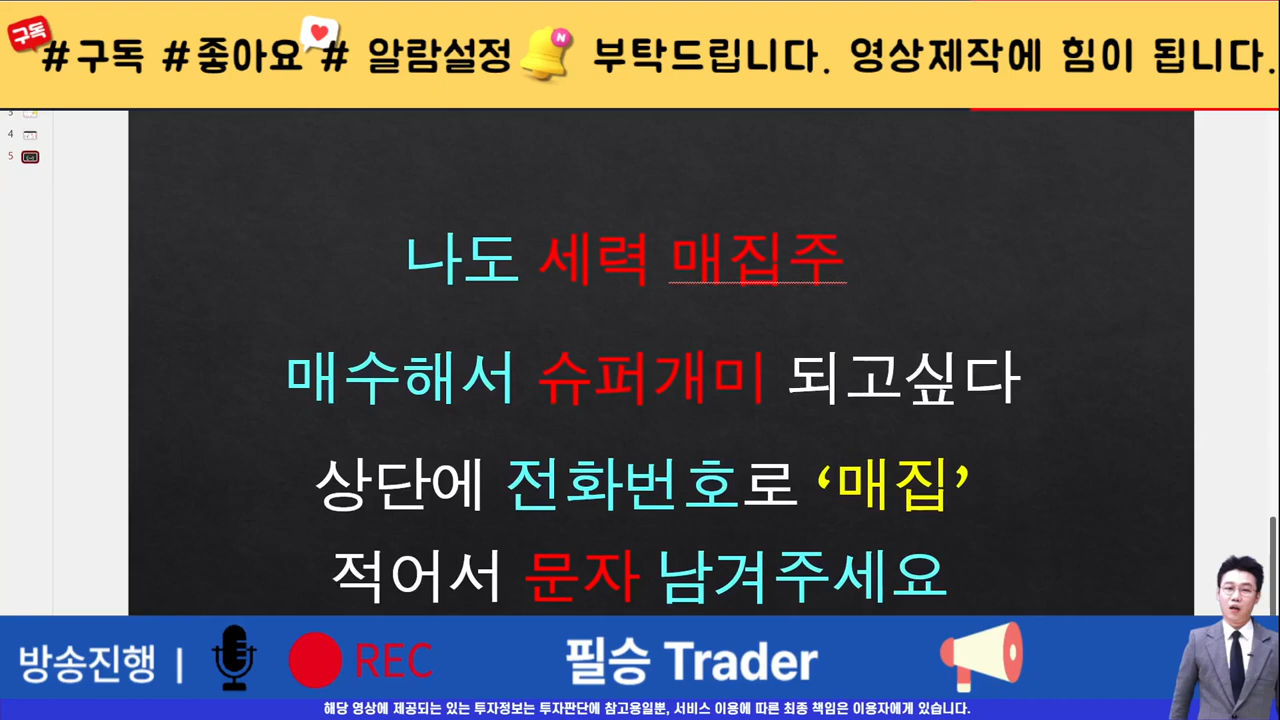 구독
#구독 #좋아요 # 알람설정 N 부탁드립니다. 영상제작에 힘이 됩니다.
4
5
나도 세력 매집주
매수해서 슈퍼개미 되고싶다
상단에 전화번호로 ‘매집’
적어서 문자 남겨주세요
방송진행 | REC 필승 Trader
해당 영상에 제공되는 있는 투자정보는 투자판단에 참고용일뿐, 서비스 이용에 따른 최종 책임은 이용자에게 있습니다.